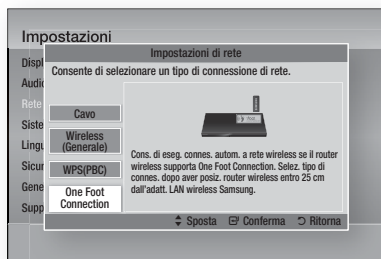 Impostazioni
Impostazioni di rete
Displ
Consente di selezionare un tipo di connessione di rete.
Audio
Rete
Siste
Lingu
Sicur
Gene
Supp
Cavo
Wireless
(Generale)
WPS(PBC)
One Foot
Connection
Cons. di eseg. connes. autom. a rete wireless se il router
wireless supporta One Foot Connection. Selez. tipo di
connes. dopo aver posiz. router wireless entro 25 cm
dall'adatt. LAN wireless Samsung.
Sposta Conferma Ritorna